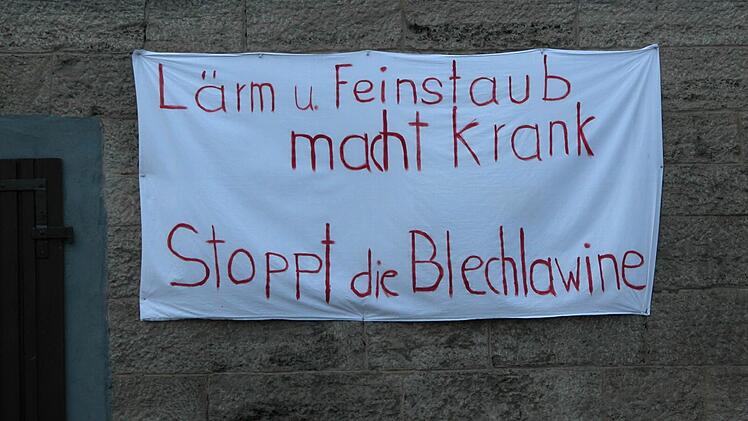 Lärm u. Feinstaub
macht krank
Stoppt die Blechlawine